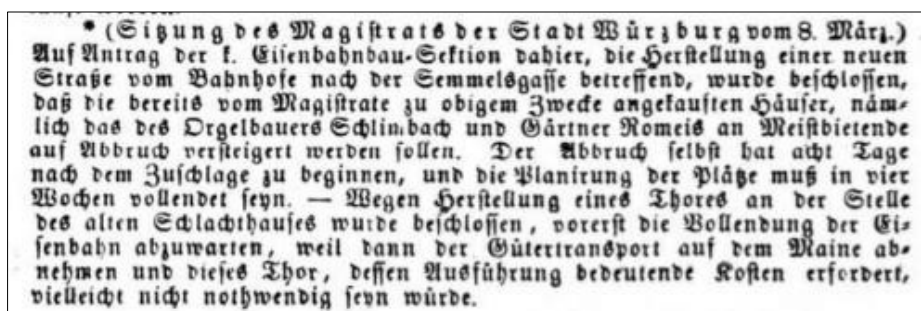 * (Sitzung des Magistrats der Stadt Würzburg vom 8. März.)
Auf Antrag der k. Eisenbahnbau-Sektion dahier, die Herstellung einer neuen
Straße vom Bahnhofe nach der Semmelsgasse betreffend, wurde beschlossen,
daß die bereits vom Magistrate zu obigem Zwecke angekauften Häuser, näm-
lich das des Orgelbauers Schlimbach und Gärtner Romeis an Meistbietende
auf Abbruch versteigert werden sollen. Der Abbruch selbst hat acht Tage
nach dem Zuschlage zu beginnen, und die Planirung der Plätze muß in vier
Wochen vollendet seyn. — Wegen Herstellung eines Thores an der Stelle
des alten Schlachthauses wurde beschlossen, vorerst die Vollendung der Ei-
senbahn abzuwarten, weil dann der Gütertransport auf dem Maine ab-
nehmen und dieses Thor, dessen Ausführung bedeutende Kosten erfordert,
vielleicht nicht nothwendig seyn würde.